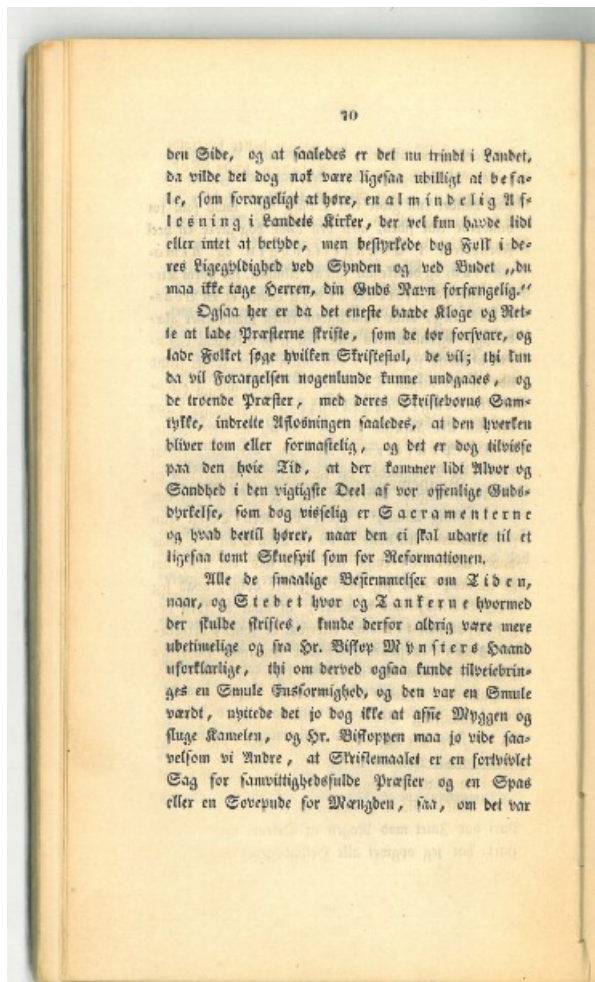 70
den Side, og at saaledes er det nu trindt i Landet,
da vilde det dog nok være ligesaa ubilligt at befa-
le, som forargeligt at høre, en almindelig Af-
løsning i Landets Kirker, der vel kun havde lidt
eller intet at betyde, men bestyrkede dog Folk i de-
res Ligegyldighed ved Synden og ved Budet „du
maa ikke tage Herren, din Guds Navn forfængelig.“
Ogsaa her er da det eneste baade Kloge og Ret-
te at lade Præsterne skrifte, som de tør forsvare, og
lade Folket søge hvilken Skriftestol, de vil; thi kun
da vil Forargelsen nogenlunde kunne undgaaes, og
de troende Præster, med deres Skriftebørns Sam-
tykke, indrette Afløsningen saaledes, at den hverken
bliver tom eller formastelig, og det er dog tilvisse
paa den høie Tid, at der kommer lidt Alvor og
Sandhed i den vigtigste Deel af vor offenlige Guds-
dyrkelse, som dog visselig er Sacramenterne
og hvad dertil hører, naar den ei skal udarte til et
ligesaa tomt Skuespil som før Reformationen.
Alle de smaalige Bestemmelser om Tiden,
naar, og Stedet hvor og Tankerne hvormed
der skulde skriftes, kunde derfor aldrig være mere
ubetimelige og fra Hr. Biskop Mynsters Haand
uforklarlige, thi om derved ogsaa kunde tilveiebrin-
ges en Smule Ensformighed, og den var en Smule
værdt, nyttede det jo dog ikke at affie Myggen og
sluge Kamelen, og Hr. Biskoppen maa jo vide saa-
velsom vi Andre, at Skriftemaalet er en fortvivlet
Sag for samvittighedsfulde Præster og en Spas
eller en Sovepude for Mængden, saa, om det var